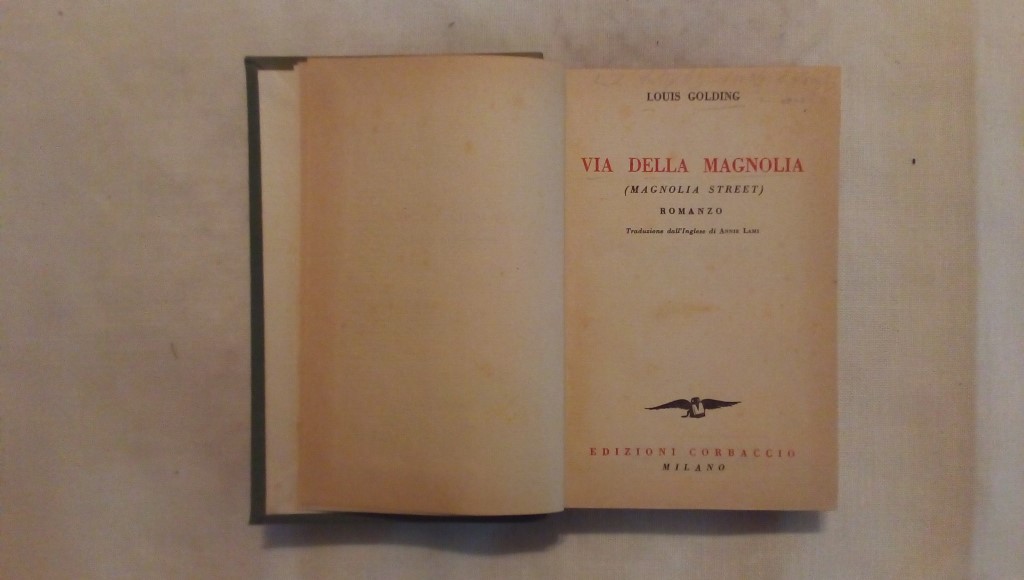 LOUIS GOLDING
VIA DELLA MAGNOLIA
(MAGNOLIA STREET)
ROMANZO
Traduzione dall'Inglese di ANNIE LAMI
EDIZIONI CORBACCIO
MILANO